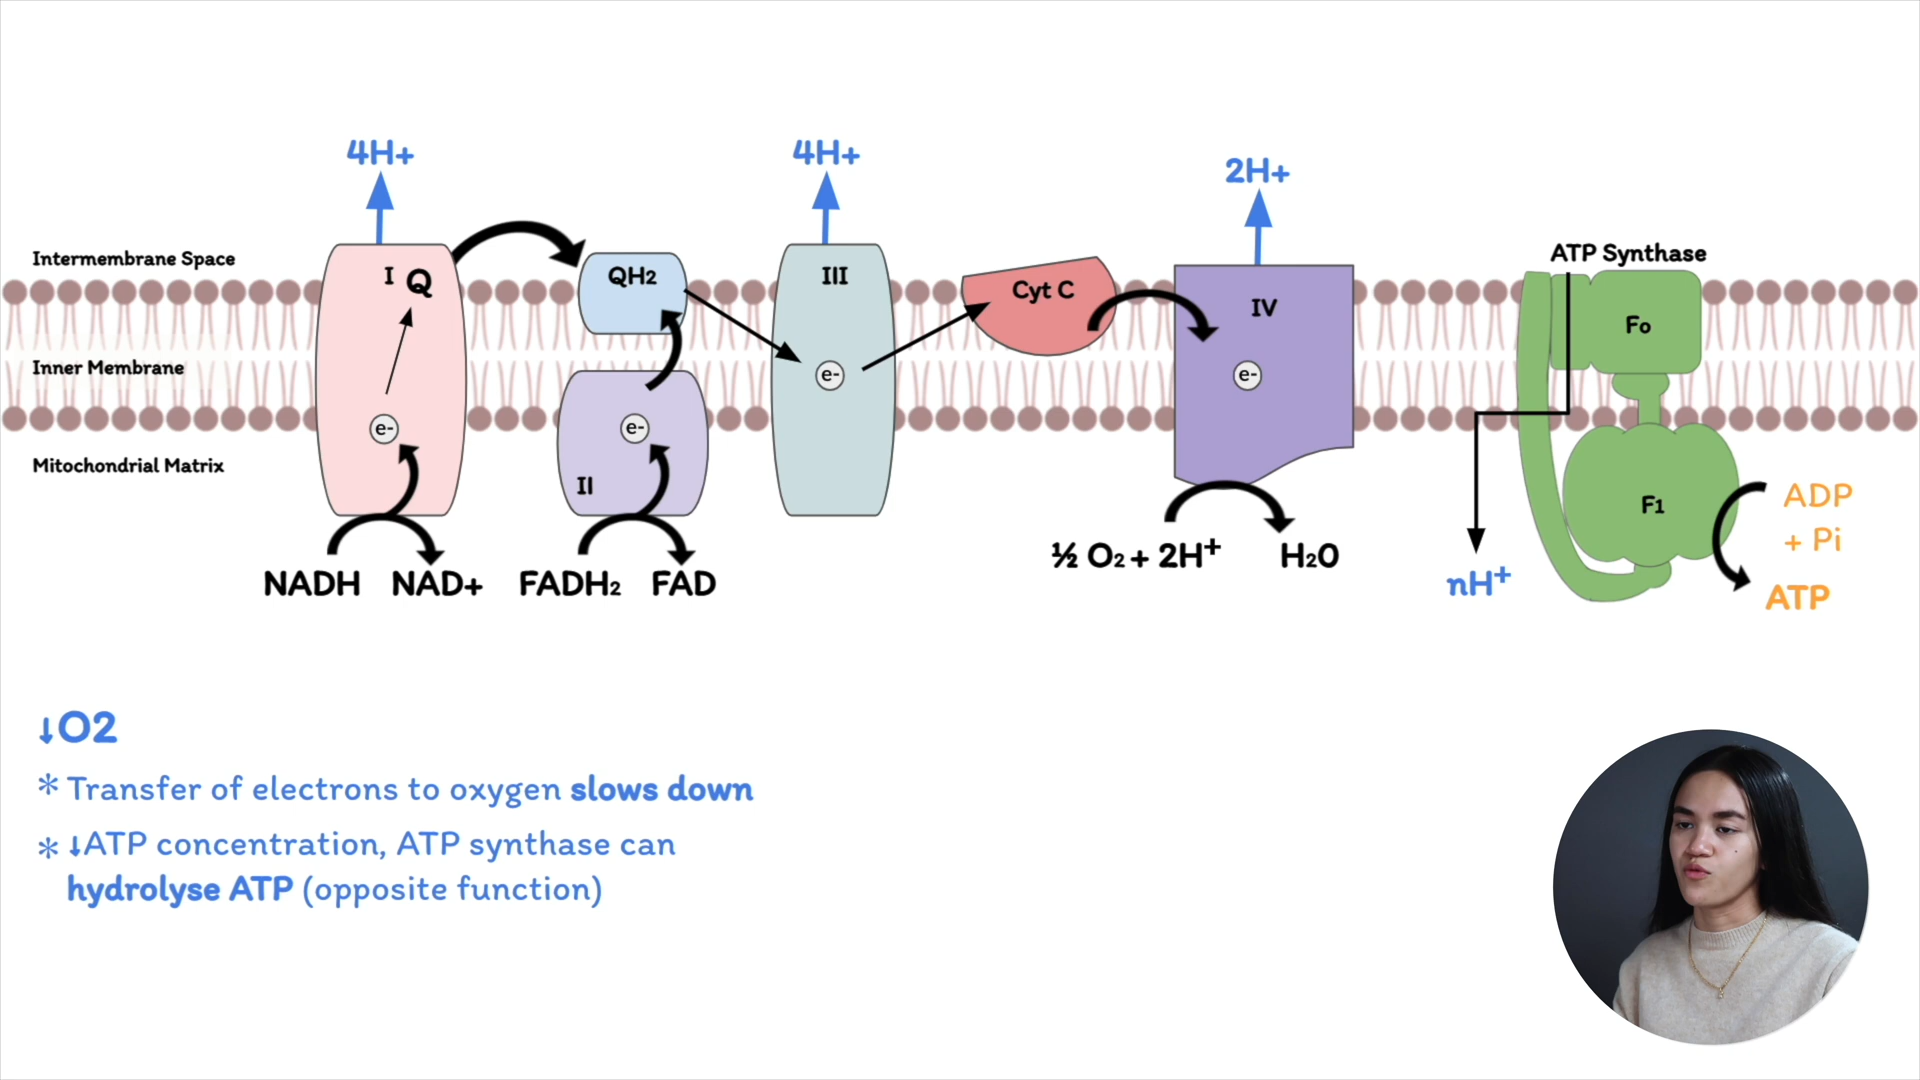 4H+
4H+
2H+
Intermembrane Space
ATP Synthase
I Q
QH2
III
Cyt C
IV
Fo
Inner Membrane
e-
e-
e-
e-
Mitochondrial Matrix
II
F1
ADP
+ Pi
ATP
NADH NAD+ FADH2 FAD
½ O2 + 2H+ H2O
nH+
↓O2
* Transfer of electrons to oxygen slows down
* ↓ATP concentration, ATP synthase can
hydrolyse ATP (opposite function)